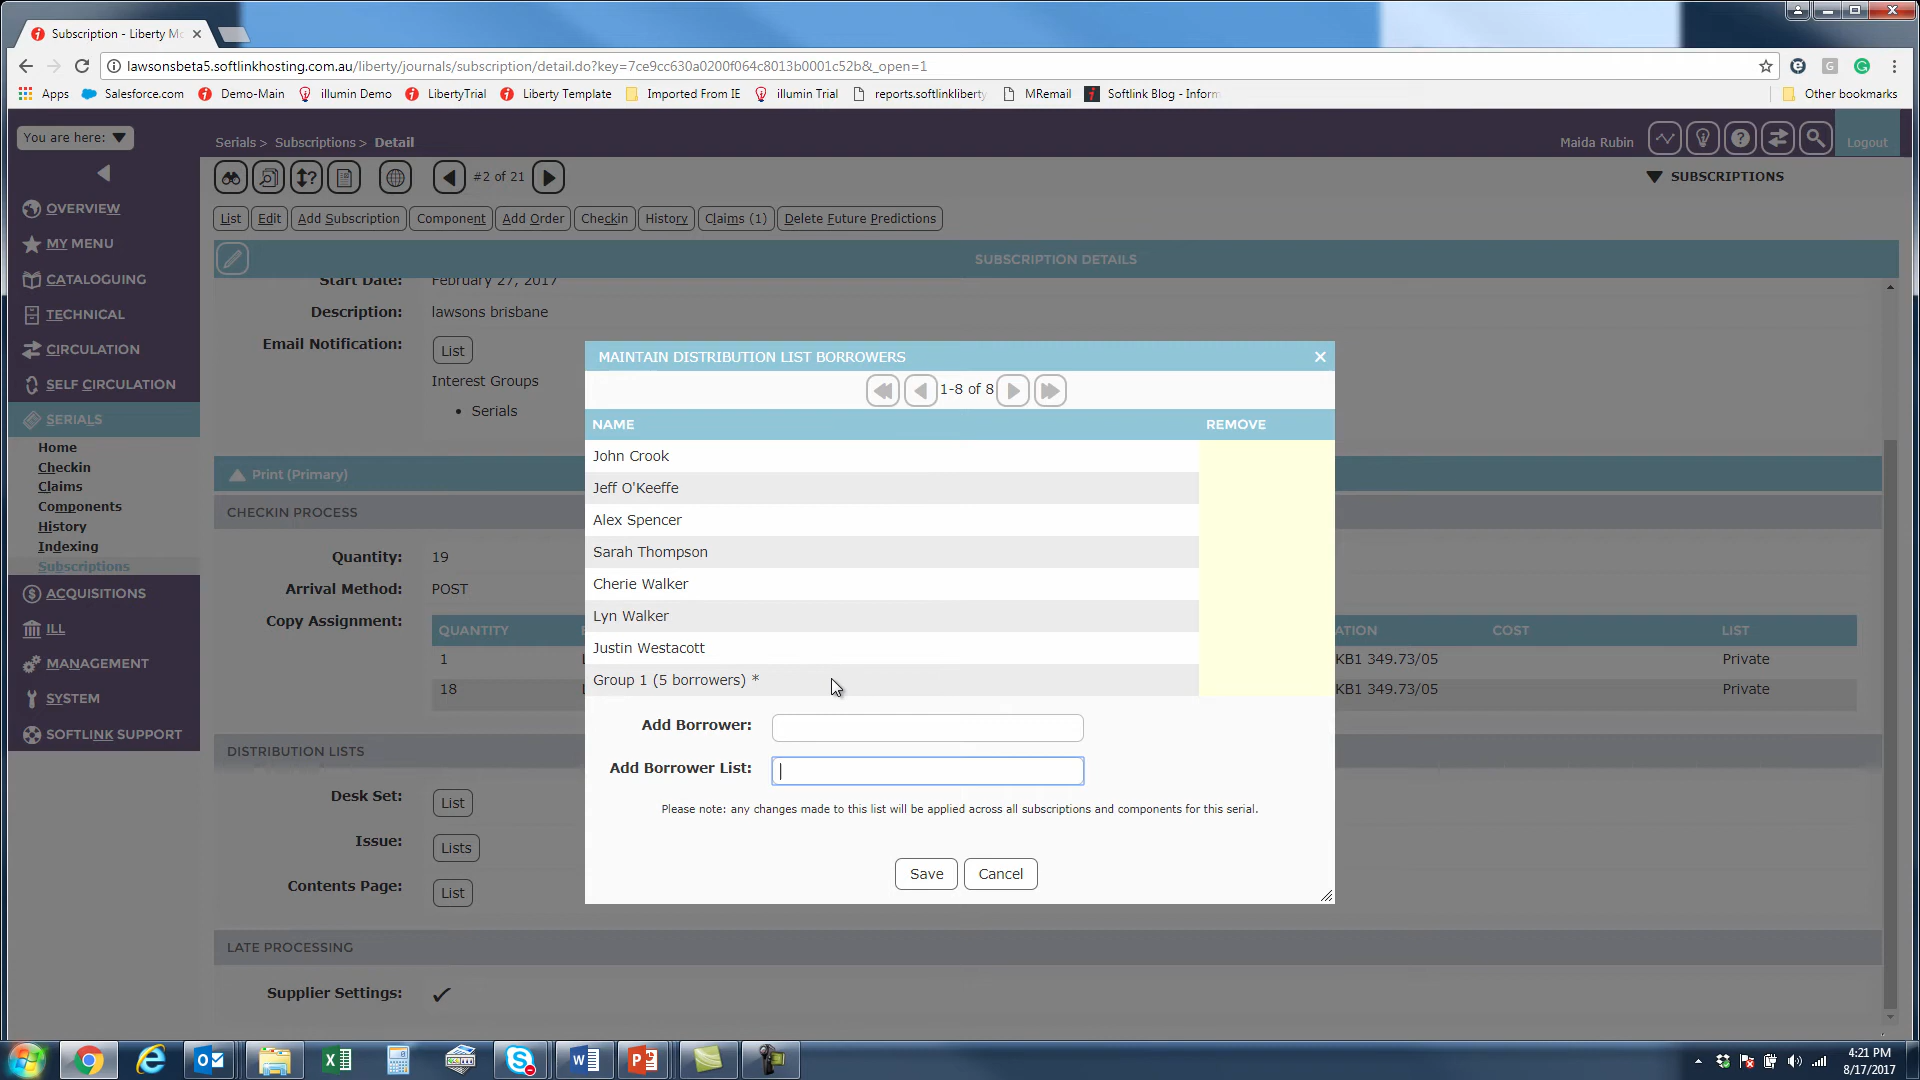 Subscription - Liberty Mc
lawsonsbeta5.softlinkhosting.com.au/liberty/journals/subscription/detail.do?key=7ce9cc630a0200f064c8013b0001c52b&_open=1
Apps Salesforce.com Demo-Main illumin Demo LibertyTrial Liberty Template Imported From IE illumin Trial reports.softlinkliberty MRemail Softlink Blog - Inform Other bookmarks
You are here:
Serials > Subscriptions > Detail
Maida Rubin
Logout
#2 of 21
SUBSCRIPTIONS
List Edit Add Subscription Component Add Order Checkin History Claims (1) Delete Future Predictions
OVERVIEW
MY MENU
CATALOGUING
TECHNICAL
CIRCULATION
SELF CIRCULATION
SERIALS
Home
Checkin
Claims
Components
History
Indexing
Subscriptions
ACQUISITIONS
ILL
MANAGEMENT
SYSTEM
SOFTLINK SUPPORT
SUBSCRIPTION DETAILS
Start Date: February 27, 2017
Description: lawsons brisbane
Email Notification: List
Interest Groups
• Serials
Print (Primary)
CHECKIN PROCESS
Quantity: 19
Arrival Method: POST
Copy Assignment:
QUANTITY ATION COST LIST
1 KB1 349.73/05 Private
18 KB1 349.73/05 Private
DISTRIBUTION LISTS
Desk Set: List
Issue: Lists
Contents Page: List
LATE PROCESSING
Supplier Settings: ✓
MAINTAIN DISTRIBUTION LIST BORROWERS
1-8 of 8
NAME REMOVE
John Crook
Jeff O'Keeffe
Alex Spencer
Sarah Thompson
Cherie Walker
Lyn Walker
Justin Westacott
Group 1 (5 borrowers) *
Add Borrower:
Add Borrower List:
Please note: any changes made to this list will be applied across all subscriptions and components for this serial.
Save Cancel
4:21 PM
8/17/2017